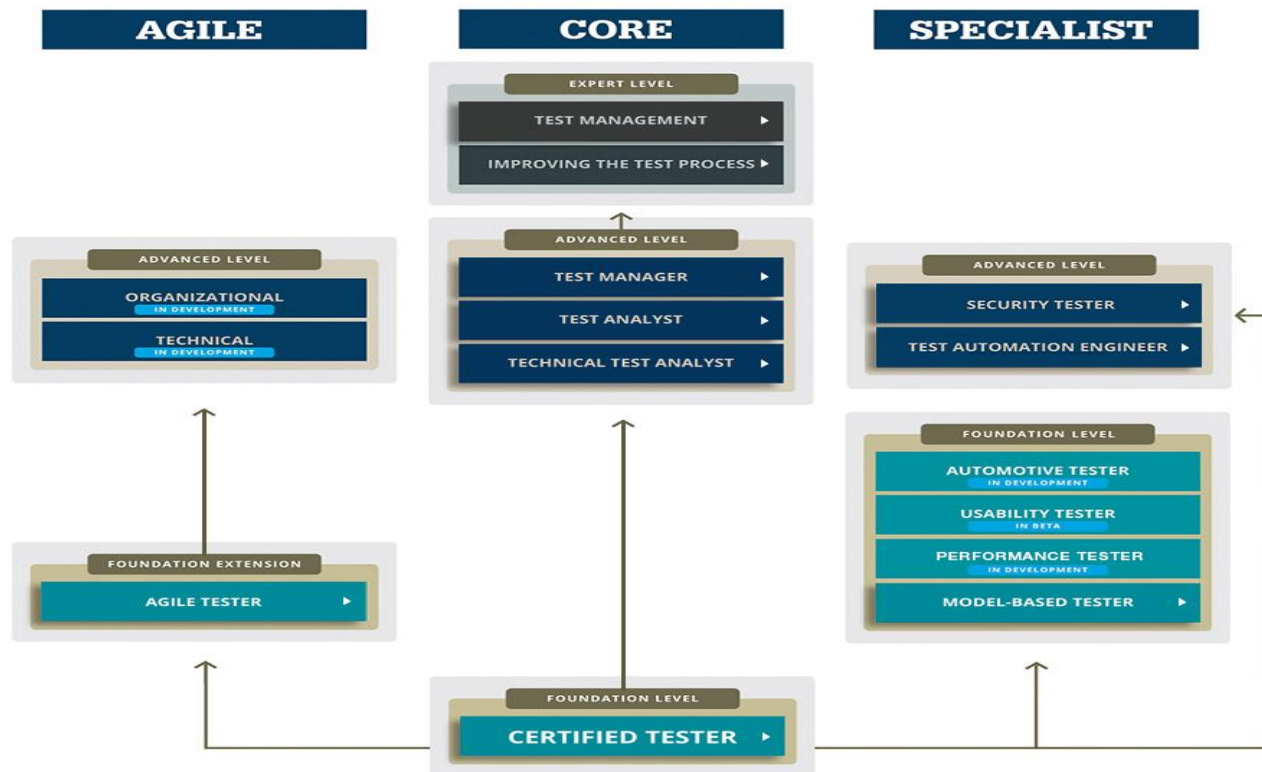 AGILE
CORE
SPECIALIST
EXPERT LEVEL
TEST MANAGEMENT
IMPROVING THE TEST PROCESS
ADVANCED LEVEL
ORGANIZATIONAL
IN DEVELOPMENT
TECHNICAL
IN DEVELOPMENT
ADVANCED LEVEL
TEST MANAGER
TEST ANALYST
TECHNICAL TEST ANALYST
ADVANCED LEVEL
SECURITY TESTER
TEST AUTOMATION ENGINEER
FOUNDATION LEVEL
AUTOMOTIVE TESTER
IN DEVELOPMENT
USABILITY TESTER
IN BETA
PERFORMANCE TESTER
IN DEVELOPMENT
MODEL-BASED TESTER
FOUNDATION EXTENSION
AGILE TESTER
FOUNDATION LEVEL
CERTIFIED TESTER